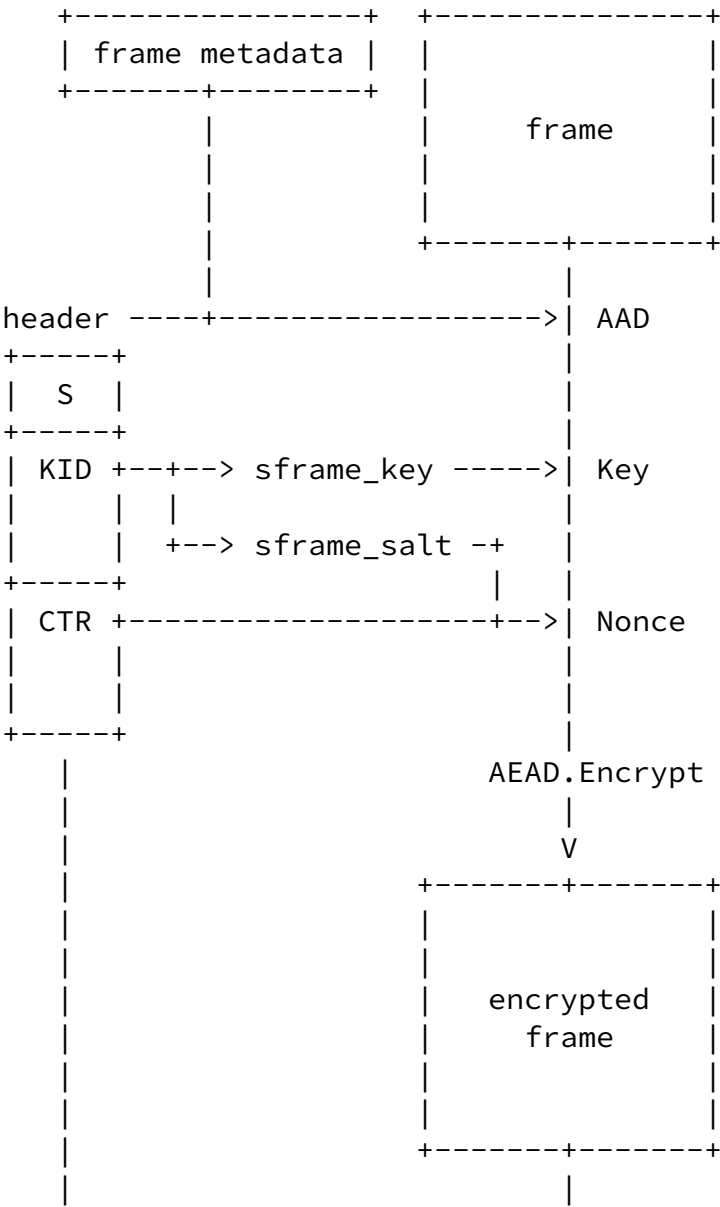 +----------------+  +---------------+
| frame metadata |  |               |
+-------+--------+  |               |
        |           |     frame     |
        |           |               |
        |           |               |
        |           +-------+-------+
        |                   |
header ----+------------------>| AAD
+-----+                        |
|  S  |                        |
+-----+                        |
| KID +--+--> sframe_key ----->| Key
|     |  |                     |
|     |  +--> sframe_salt -+   |
+-----+                    |   |
| CTR +--------------------+-->| Nonce
|     |                        |
|     |                        |
+-----+                        |
   |                       AEAD.Encrypt
   |                           |
   |                           V
   |                   +-------+-------+
   |                   |               |
   |                   |               |
   |                   |   encrypted   |
   |                   |     frame     |
   |                   |               |
   |                   |               |
   |                   +-------+-------+
   |                           |